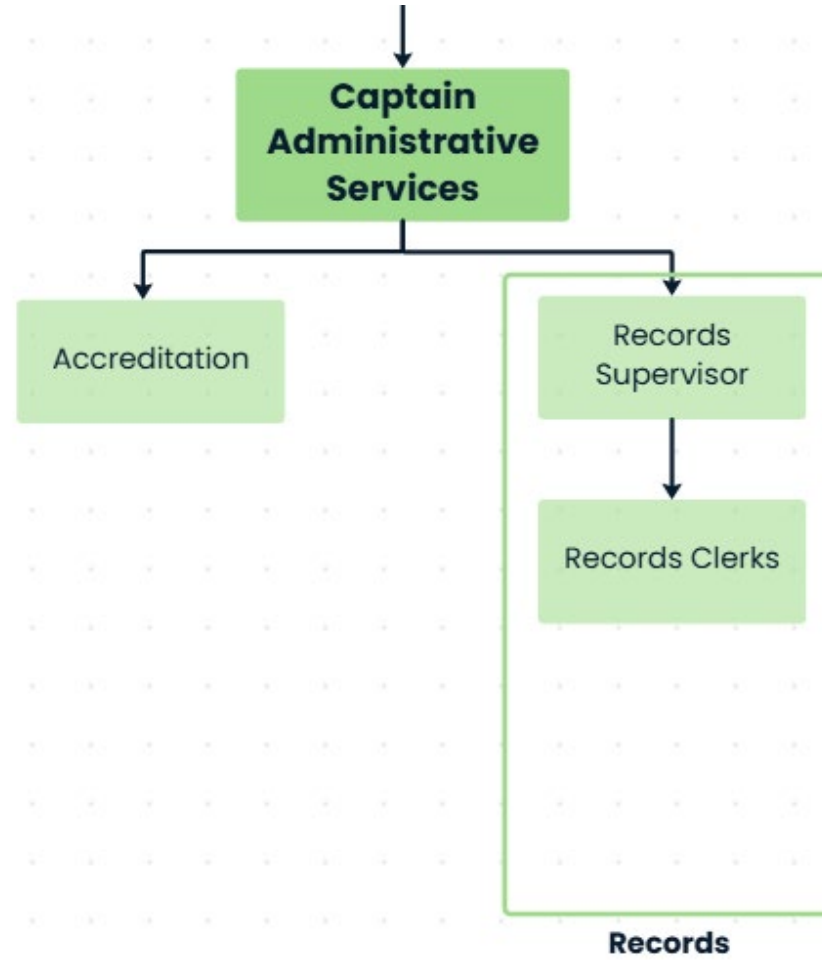 Captain
Administrative
Services
Accreditation
Records
Supervisor
Records Clerks
Records